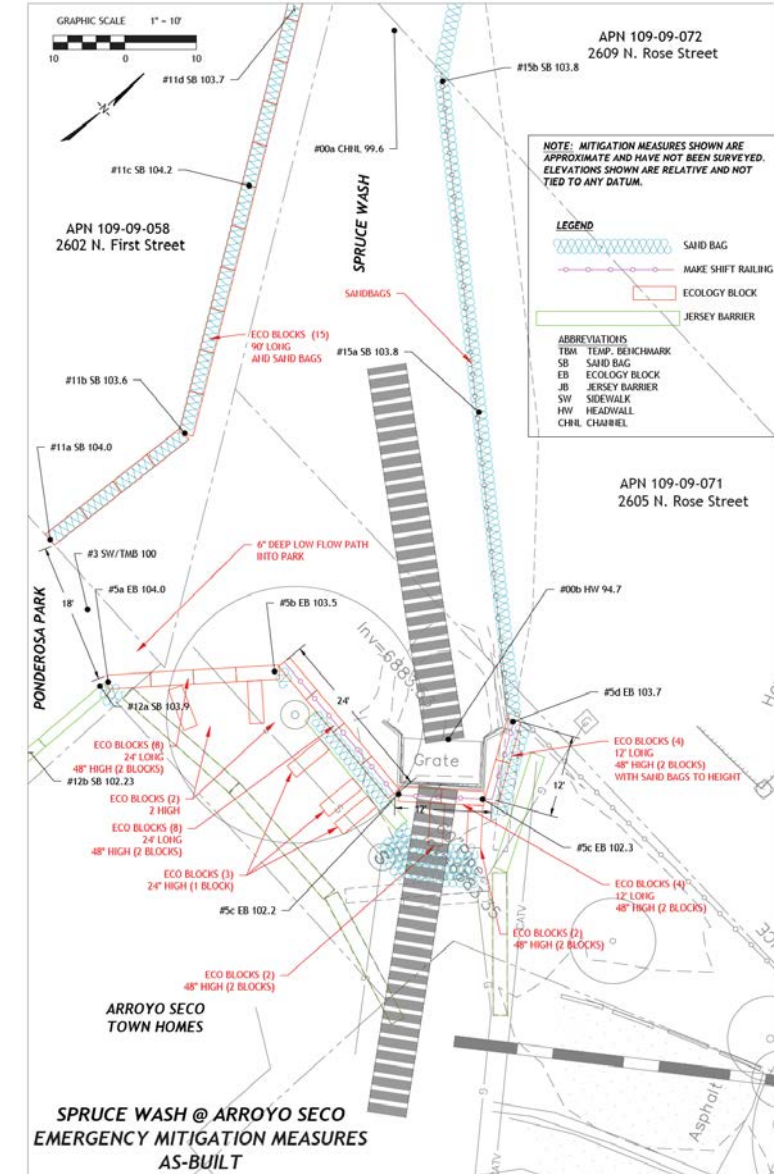 GRAPHIC SCALE 1" = 10'
10 0 10
N
APN 109-09-072
2609 N. Rose Street
#11d SB 103.7
#15b SB 103.8
#00a CHNL 99.6
#11c SB 104.2
NOTE: MITIGATION MEASURES SHOWN ARE
APPROXIMATE AND HAVE NOT BEEN SURVEYED.
ELEVATIONS SHOWN ARE RELATIVE AND NOT
TIED TO ANY DATUM.
LEGEND
SAND BAG
MAKE SHIFT RAILING
ECOLOGY BLOCK
JERSEY BARRIER
ABBREVIATIONS
TBM TEMP. BENCHMARK
SB SAND BAG
EB ECOLOGY BLOCK
JB JERSEY BARRIER
SW SIDEWALK
HW HEADWALL
CHNL CHANNEL
APN 109-09-058
2602 N. First Street
SPRUCE WASH
SANDBAGS
ECO BLOCKS (15)
90' LONG
AND SAND BAGS
#15a SB 103.8
#11b SB 103.6
#11a SB 104.0
APN 109-09-071
2605 N. Rose Street
6" DEEP LOW FLOW PATH
INTO PARK
#3 SW/TMB 100
18'
#5a EB 104.0
#5b EB 103.5
#00b HW 94.7
PONDEROSA PARK
24'
#12a SB 103.9
#5d EB 103.7
Grate
ECO BLOCKS (4)
12' LONG
48" HIGH (2 BLOCKS)
WITH SAND BAGS TO HEIGHT
12'
ECO BLOCKS (8)
24' LONG
48" HIGH (2 BLOCKS)
#12b SB 102.23
ECO BLOCKS (2)
2 HIGH
12'
ECO BLOCKS (8)
24' LONG
48" HIGH (2 BLOCKS)
#5c EB 102.3
ECO BLOCKS (3)
24" HIGH (1 BLOCK)
ECO BLOCKS (4)
12' LONG
48" HIGH (2 BLOCKS)
#5c EB 102.2
CATV
ECO BLOCKS (2)
48" HIGH (2 BLOCKS)
ECO BLOCKS (2)
48" HIGH (2 BLOCKS)
ARROYO SECO
TOWN HOMES
G
Asphalt
SPRUCE WASH @ ARROYO SECO
EMERGENCY MITIGATION MEASURES
AS-BUILT
CATV